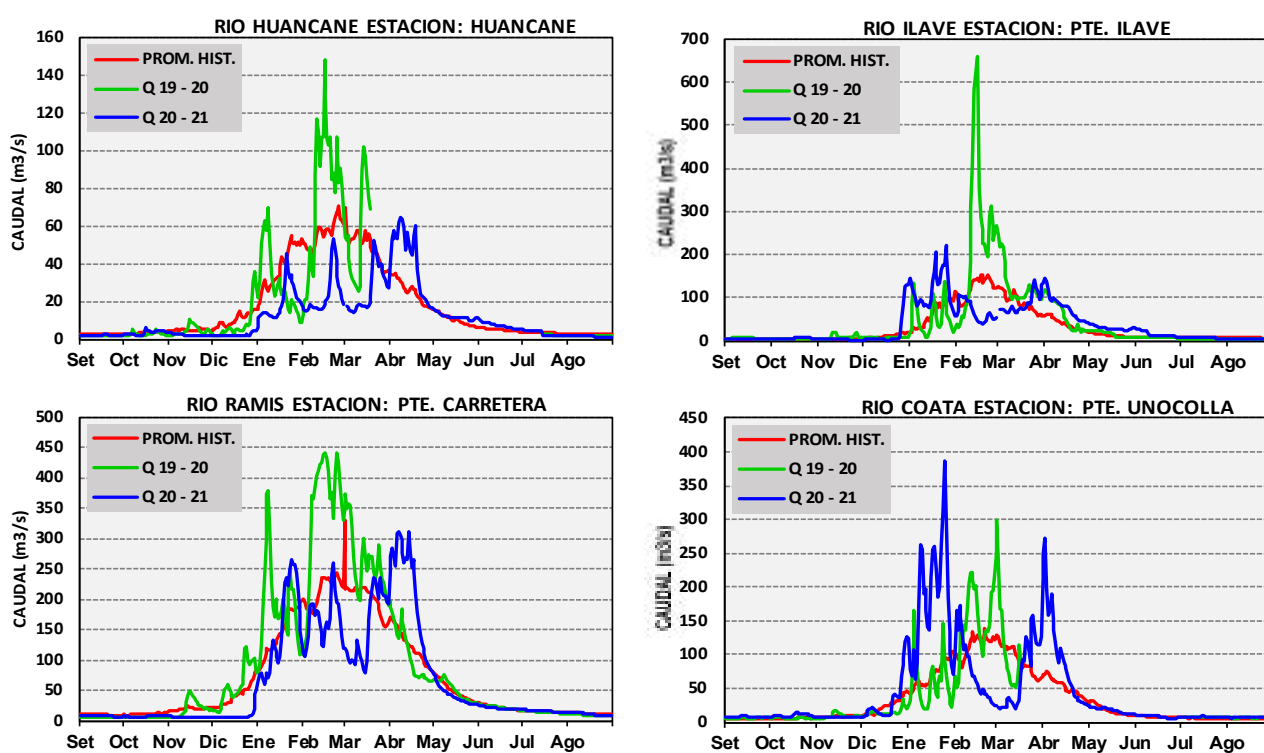 RIO HUANCANE ESTACION: HUANCANE
160
140
120
100
80
60
40
20
0
CAUDAL (m3/s)
PROM. HIST.
Q 19 - 20
Q 20 - 21
Set Oct Nov Dic Ene Feb Mar Abr May Jun Jul Ago
RIO ILAVE ESTACION: PTE. ILAVE
700
600
500
400
300
200
100
0
CAUDAL (m3/s)
PROM. HIST.
Q 19 - 20
Q 20 - 21
Set Oct Nov Dic Ene Feb Mar Abr May Jun Jul Ago
RIO RAMIS ESTACION: PTE. CARRETERA
500
450
400
350
300
250
200
150
100
50
0
CAUDAL (m3/s)
PROM. HIST.
Q 19 - 20
Q 20 - 21
Set Oct Nov Dic Ene Feb Mar Abr May Jun Jul Ago
RIO COATA ESTACION: PTE. UNOCOLLA
450
400
350
300
250
200
150
100
50
0
CAUDAL (m3/s)
PROM. HIST.
Q 19 - 20
Q 20 - 21
Set Oct Nov Dic Ene Feb Mar Abr May Jun Jul Ago